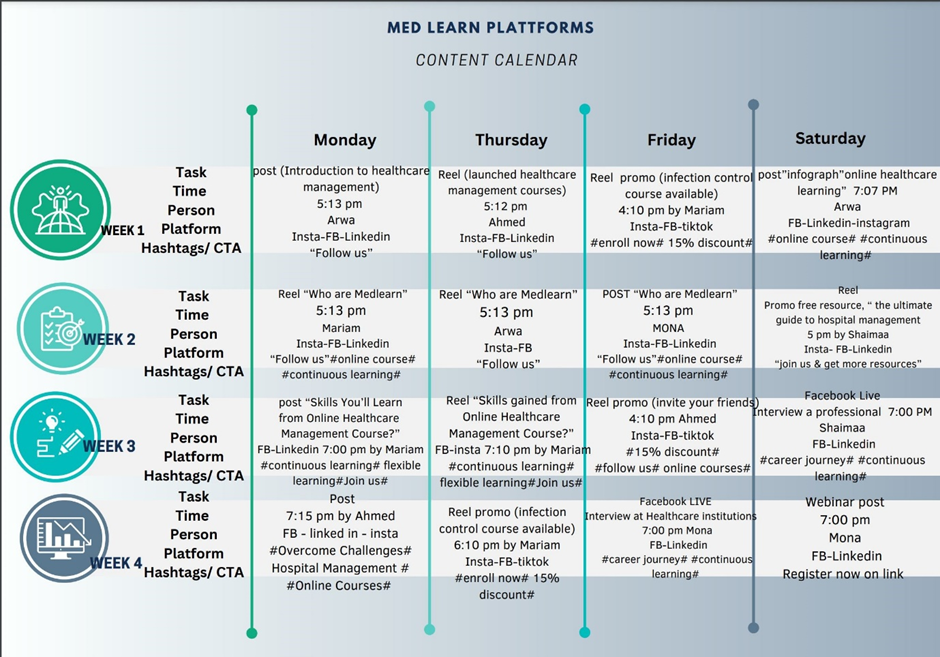 MED LEARN PLATTFORMS
CONTENT CALENDAR
Monday
Thursday
Friday
Saturday
WEEK 1
Task
Time
Person
Platform
Hashtags/ CTA
post (Introduction to healthcare
management)
5:13 pm
Arwa
Insta-FB-Linkedin
“Follow us”
Reel (launched healthcare
management courses)
5:12 pm
Ahmed
Insta-FB-Linkedin
“Follow us”
Reel promo (infection control
course available)
4:10 pm by Mariam
Insta-FB-tiktok
#enroll now# 15% discount#
post"infograph"online healthcare
learning” 7:07 PM
Arwa
FB-Linkedin-instagram
#online course# #continuous
learning#
WEEK 2
Task
Time
Person
Platform
Hashtags/ CTA
Reel “Who are Medlearn”
5:13 pm
Mariam
Insta-FB-Linkedin
“Follow us”#online course#
#continuous learning#
Reel “Who are Medlearn”
5:13 pm
Arwa
Insta-FB
“Follow us”
POST “Who are Medlearn”
5:13 pm
MONA
Insta-FB-Linkedin
“Follow us”#online course#
#continuous learning#
Reel
Promo free resource, “ the ultimate
guide to hospital management
5 pm by Shaimaa
Insta- FB-Linkedin
“join us & get more resources”
WEEK 3
Task
Time
Person
Platform
Hashtags/ CTA
post “Skills You’ll Learn
from Online Healthcare
Management Course?”
FB-Linkedin 7:00 pm by Mariam
#continuous learning# flexible
learning#Join us#
Reel “Skills gained from
Online Healthcare
Management Course?”
FB-insta 7:10 pm by Mariam
#continuous learning#
flexible learning#Join us#
Reel promo (invite your friends)
4:10 pm Ahmed
Insta-FB-tiktok
#15% discount#
#follow us# online courses#
Facebook Live
Interview a professional 7:00 PM
Shaimaa
FB-Linkedin
#career journey# #continuous
learning#
WEEK 4
Task
Time
Person
Platform
Hashtags/ CTA
Post
7:15 pm by Ahmed
FB - linked in - insta
#Overcome Challenges#
Hospital Management #
#Online Courses#
Reel promo (infection
control course available)
6:10 pm by Mariam
Insta-FB-tiktok
#enroll now# 15%
discount#
Facebook LIVE
Interview at Healthcare institutions
7:00 pm Mona
FB-Linkedin
#career journey# #continuous
learning#
Webinar post
7:00 pm
Mona
FB-Linkedin
Register now on link